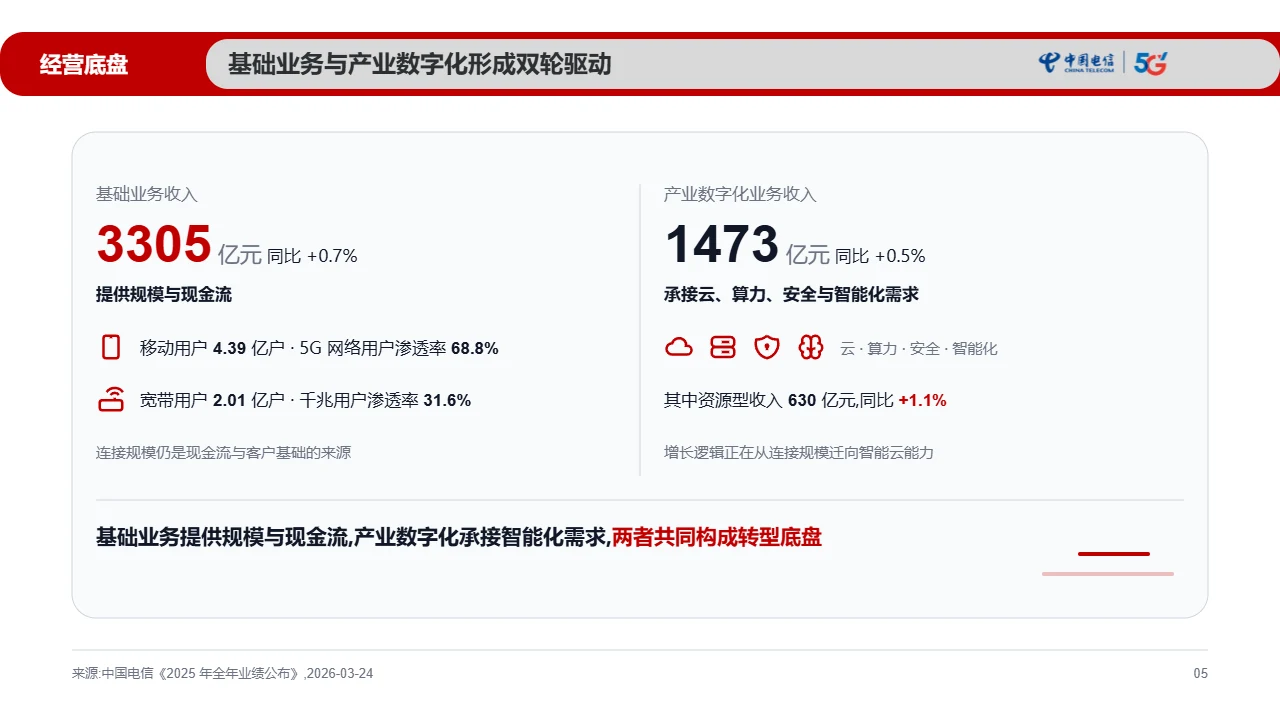 经营底盘
基础业务与产业数字化形成双轮驱动
中国电信
CHINA TELECOM
5G
基础业务收入
3305 亿元 同比 +0.7%
提供规模与现金流
移动用户 4.39 亿户 · 5G 网络用户渗透率 68.8%
宽带用户 2.01 亿户 · 千兆用户渗透率 31.6%
连接规模仍是现金流与客户基础的来源
产业数字化业务收入
1473 亿元 同比 +0.5%
承接云、算力、安全与智能化需求
云 · 算力 · 安全 · 智能化
其中资源型收入 630 亿元,同比 +1.1%
增长逻辑正在从连接规模迁向智能云能力
基础业务提供规模与现金流,产业数字化承接智能化需求,两者共同构成转型底盘
来源:中国电信《2025 年全年业绩公布》,2026-03-24
05